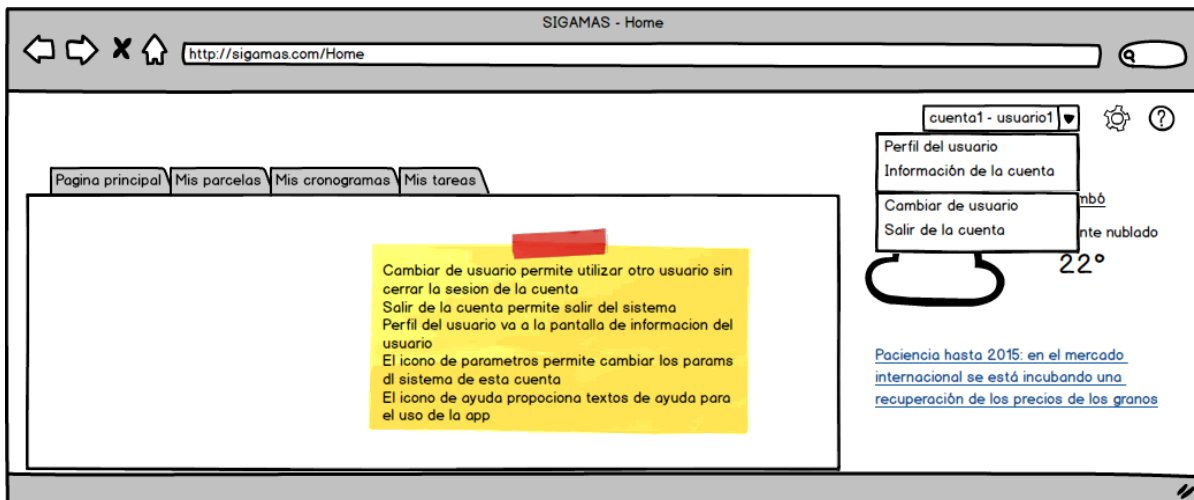 SIGAMAS - Home
http://sigamas.com/Home
cuenta1 - usuario1
Perfil del usuario
Información de la cuenta
Cambiar de usuario
Salir de la cuenta
Pagina principal
Mis parcelas
Mis cronogramas
Mis tareas
nublado
22°
Cambiar de usuario permite utilizar otro usuario sin
cerrar la sesion de la cuenta
Salir de la cuenta permite salir del sistema
Perfil del usuario va a la pantalla de informacion del
usuario
El icono de parametros permite cambiar los params
dl sistema de esta cuenta
El icono de ayuda propociona textos de ayuda para
el uso de la app
Paciencia hasta 2015: en el mercado
internacional se está incubando una
recuperación de los precios de los granos